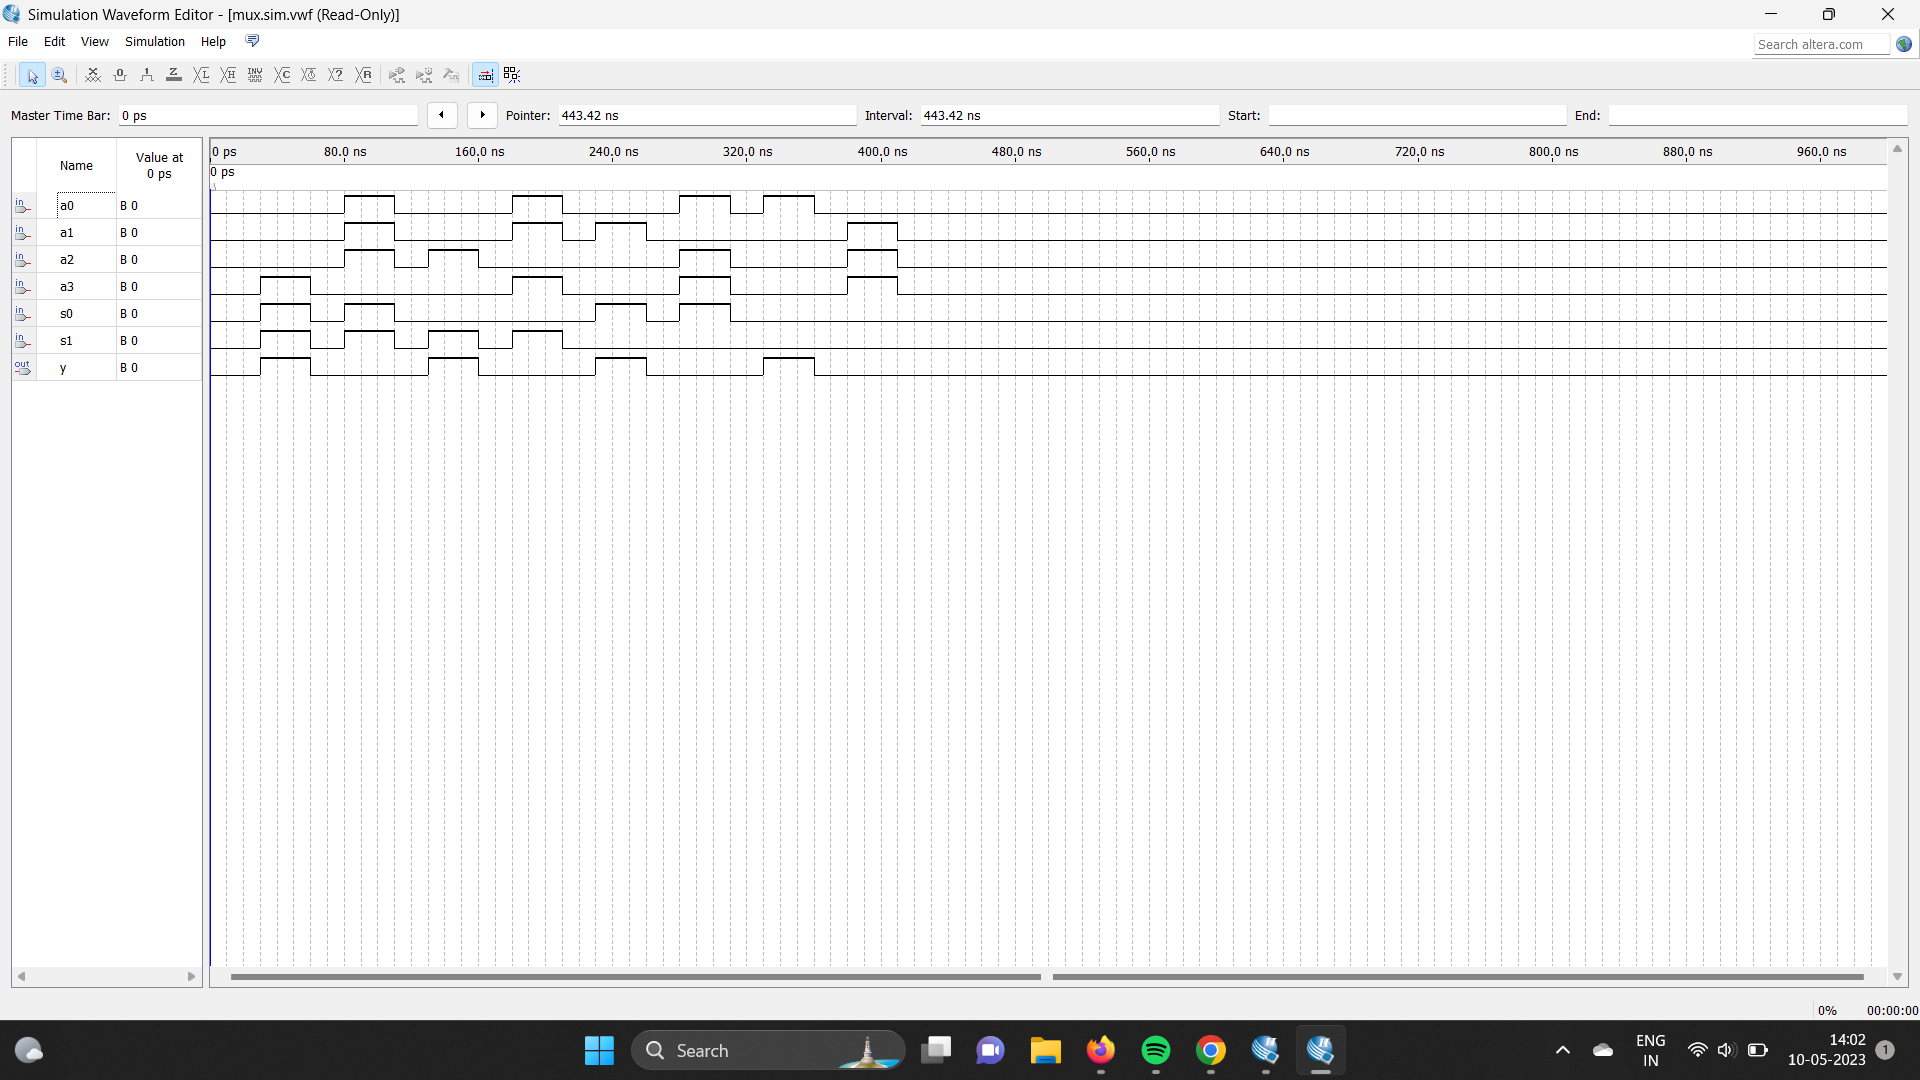 Simulation Waveform Editor - [mux.sim.vwf (Read-Only)]
File Edit View Simulation Help
Search altera.com
Master Time Bar: 0 ps
Pointer: 443.42 ns
Interval: 443.42 ns
Start:
End:
Name
Value at
0 ps
0 ps 80.0 ns 160.0 ns 240.0 ns 320.0 ns 400.0 ns 480.0 ns 560.0 ns 640.0 ns 720.0 ns 800.0 ns 880.0 ns 960.0 ns
0 ps
in a0 B 0
in a1 B 0
in a2 B 0
in a3 B 0
in s0 B 0
in s1 B 0
out y B 0
0% 00:00:00
Search
ENG
IN
14:02
10-05-2023
1